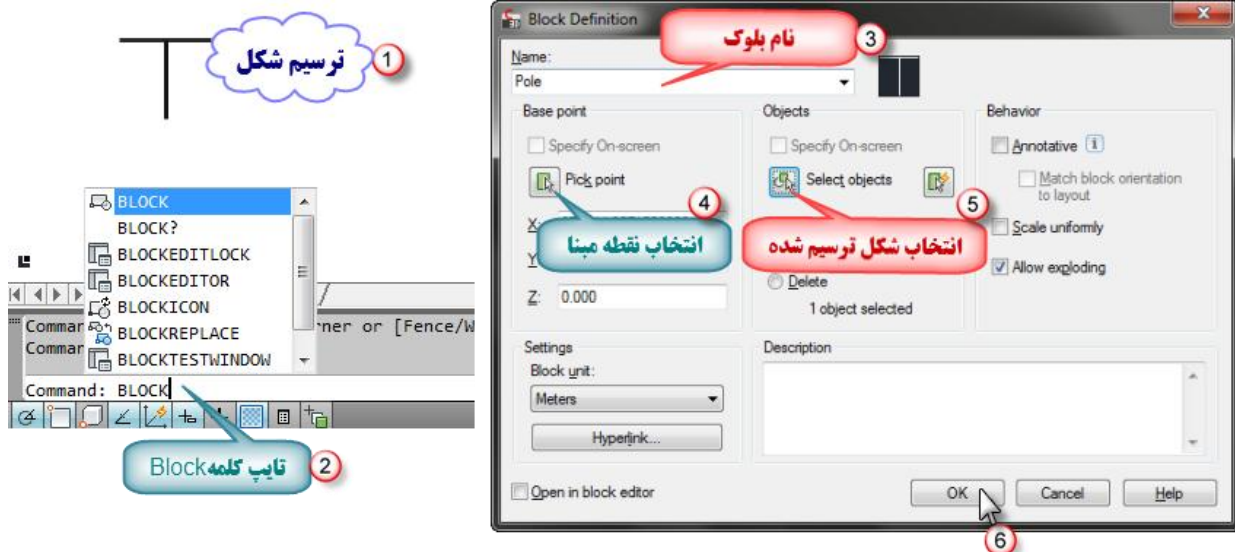 ترسیم شکل
1
BLOCK
BLOCK?
BLOCKEDITLOCK
BLOCKEDITOR
BLOCKICON
BLOCKREPLACE
BLOCKTESTWINDOW
ner or [Fence/W
Command: BLOCK
تایپ کلمه Block
2
Block Definition
نام بلوک
3
Name:
Pole
Base point
Specify On-screen
Pick point
4
X:
انتخاب نقطه مبنا
Y
Z: 0.000
Objects
Specify On-screen
Select objects
5
انتخاب شکل ترسیم شده
Delete
1 object selected
Behavior
Annotative
Match block orientation
to layout
Scale uniformly
Allow exploding
Settings
Block unit:
Meters
Hyperlink...
Description
Open in block editor
OK
Cancel
Help
6